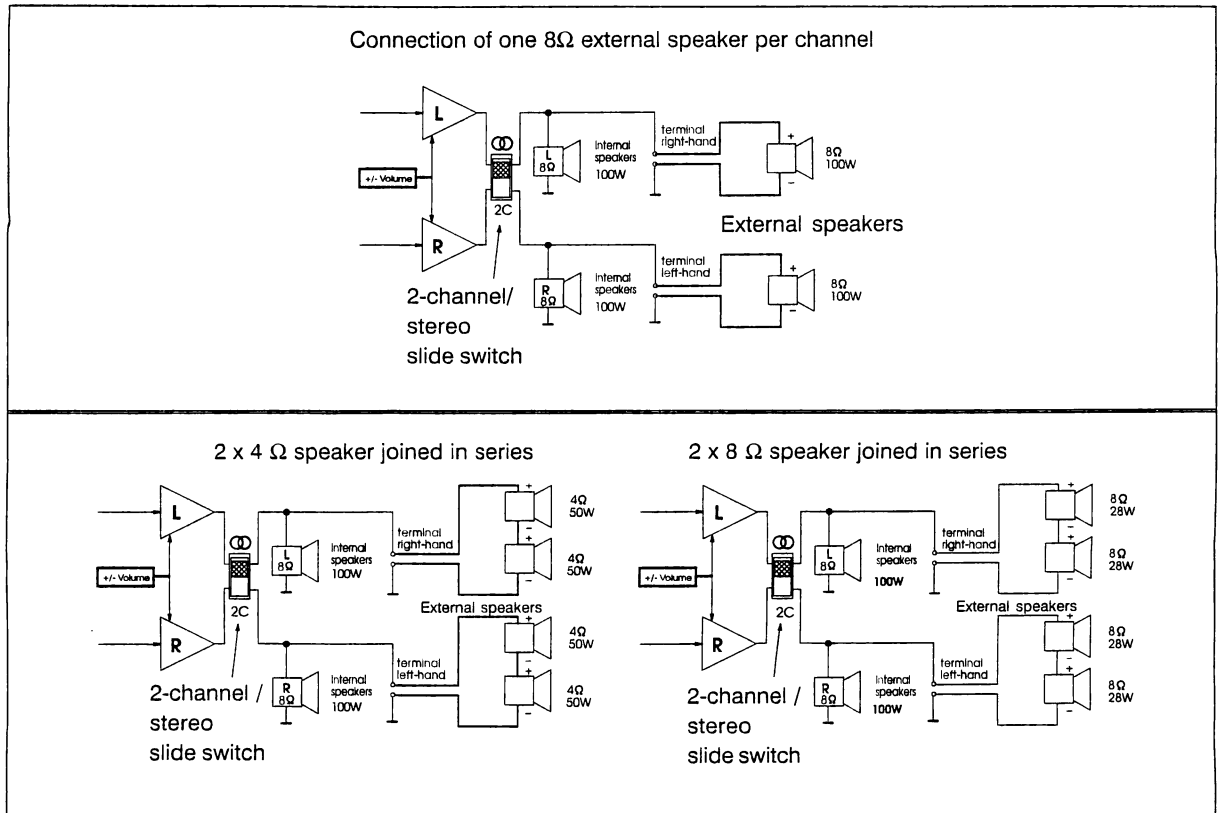 Connection of one 8Ω external speaker per channel
L
+/- Volume
R
2C
2-channel/
stereo
slide switch
L
8Ω
Internal
speakers
100W
terminal
right-hand
+
−
8Ω
100W
External speakers
R
8Ω
Internal
speakers
100W
terminal
left-hand
+
−
8Ω
100W
2 x 4 Ω speaker joined in series
L
+/- Volume
R
2C
2-channel /
stereo
slide switch
L
8Ω
Internal
speakers
100W
terminal
right-hand
+
−
4Ω
50W
+
−
4Ω
50W
External speakers
R
8Ω
Internal
speakers
100W
terminal
left-hand
+
−
4Ω
50W
+
−
4Ω
50W
2 x 8 Ω speaker joined in series
L
+/- Volume
R
2C
2-channel /
stereo
slide switch
L
8Ω
Internal
speakers
100W
terminal
right-hand
+
−
8Ω
28W
+
−
8Ω
28W
External speakers
R
8Ω
Internal
speakers
100W
terminal
left-hand
+
−
8Ω
28W
+
−
8Ω
28W